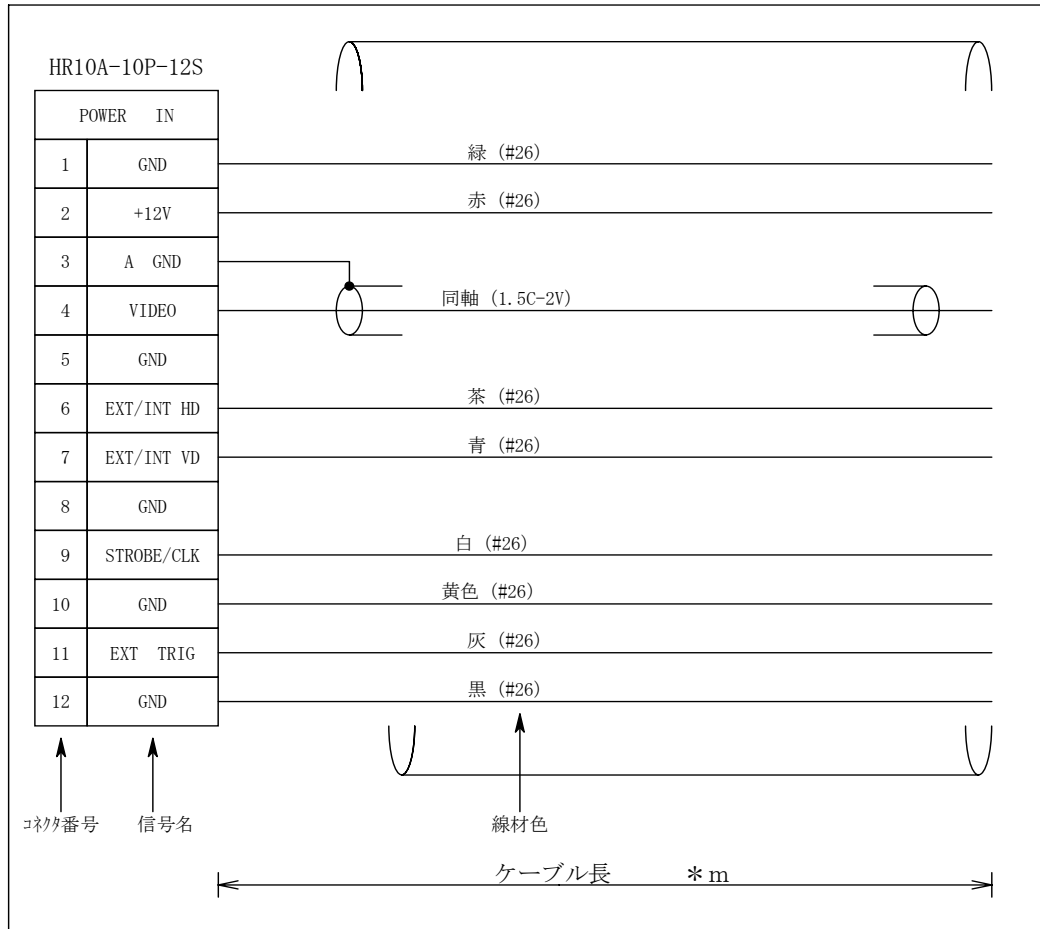 HR10A-10P-12S
POWER IN
1 GND 緑 (#26)
2 +12V 赤 (#26)
3 A GND
4 VIDEO 同軸 (1.5C-2V)
5 GND
6 EXT/INT HD 茶 (#26)
7 EXT/INT VD 青 (#26)
8 GND
9 STROBE/CLK 白 (#26)
10 GND 黄色 (#26)
11 EXT TRIG 灰 (#26)
12 GND 黒 (#26)
ｺﾈｸﾀ番号 信号名 線材色
ケーブル長 ＊m